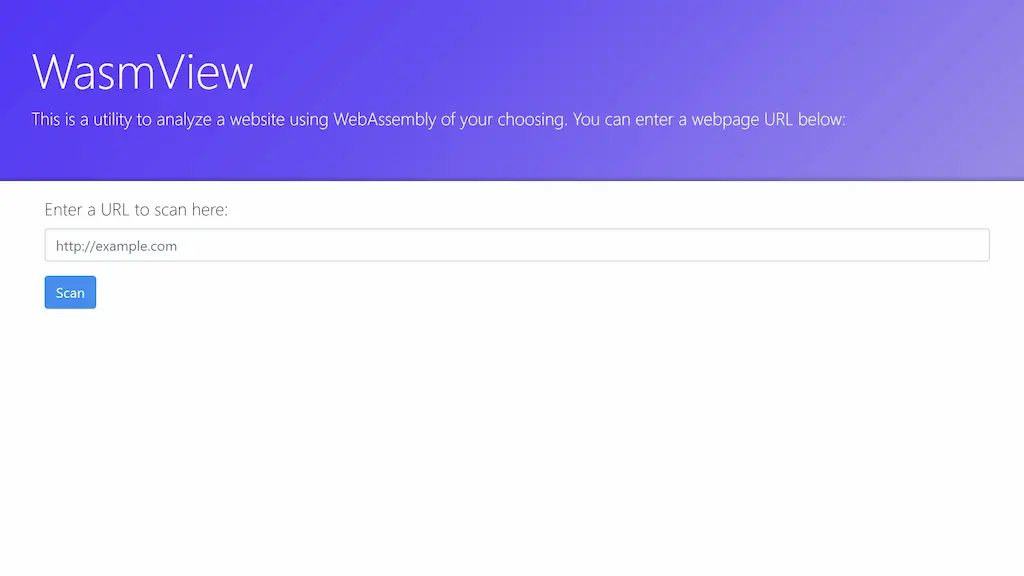 WasmView
This is a utility to analyze a website using WebAssembly of your choosing. You can enter a webpage URL below:
Enter a URL to scan here:
http://example.com
Scan